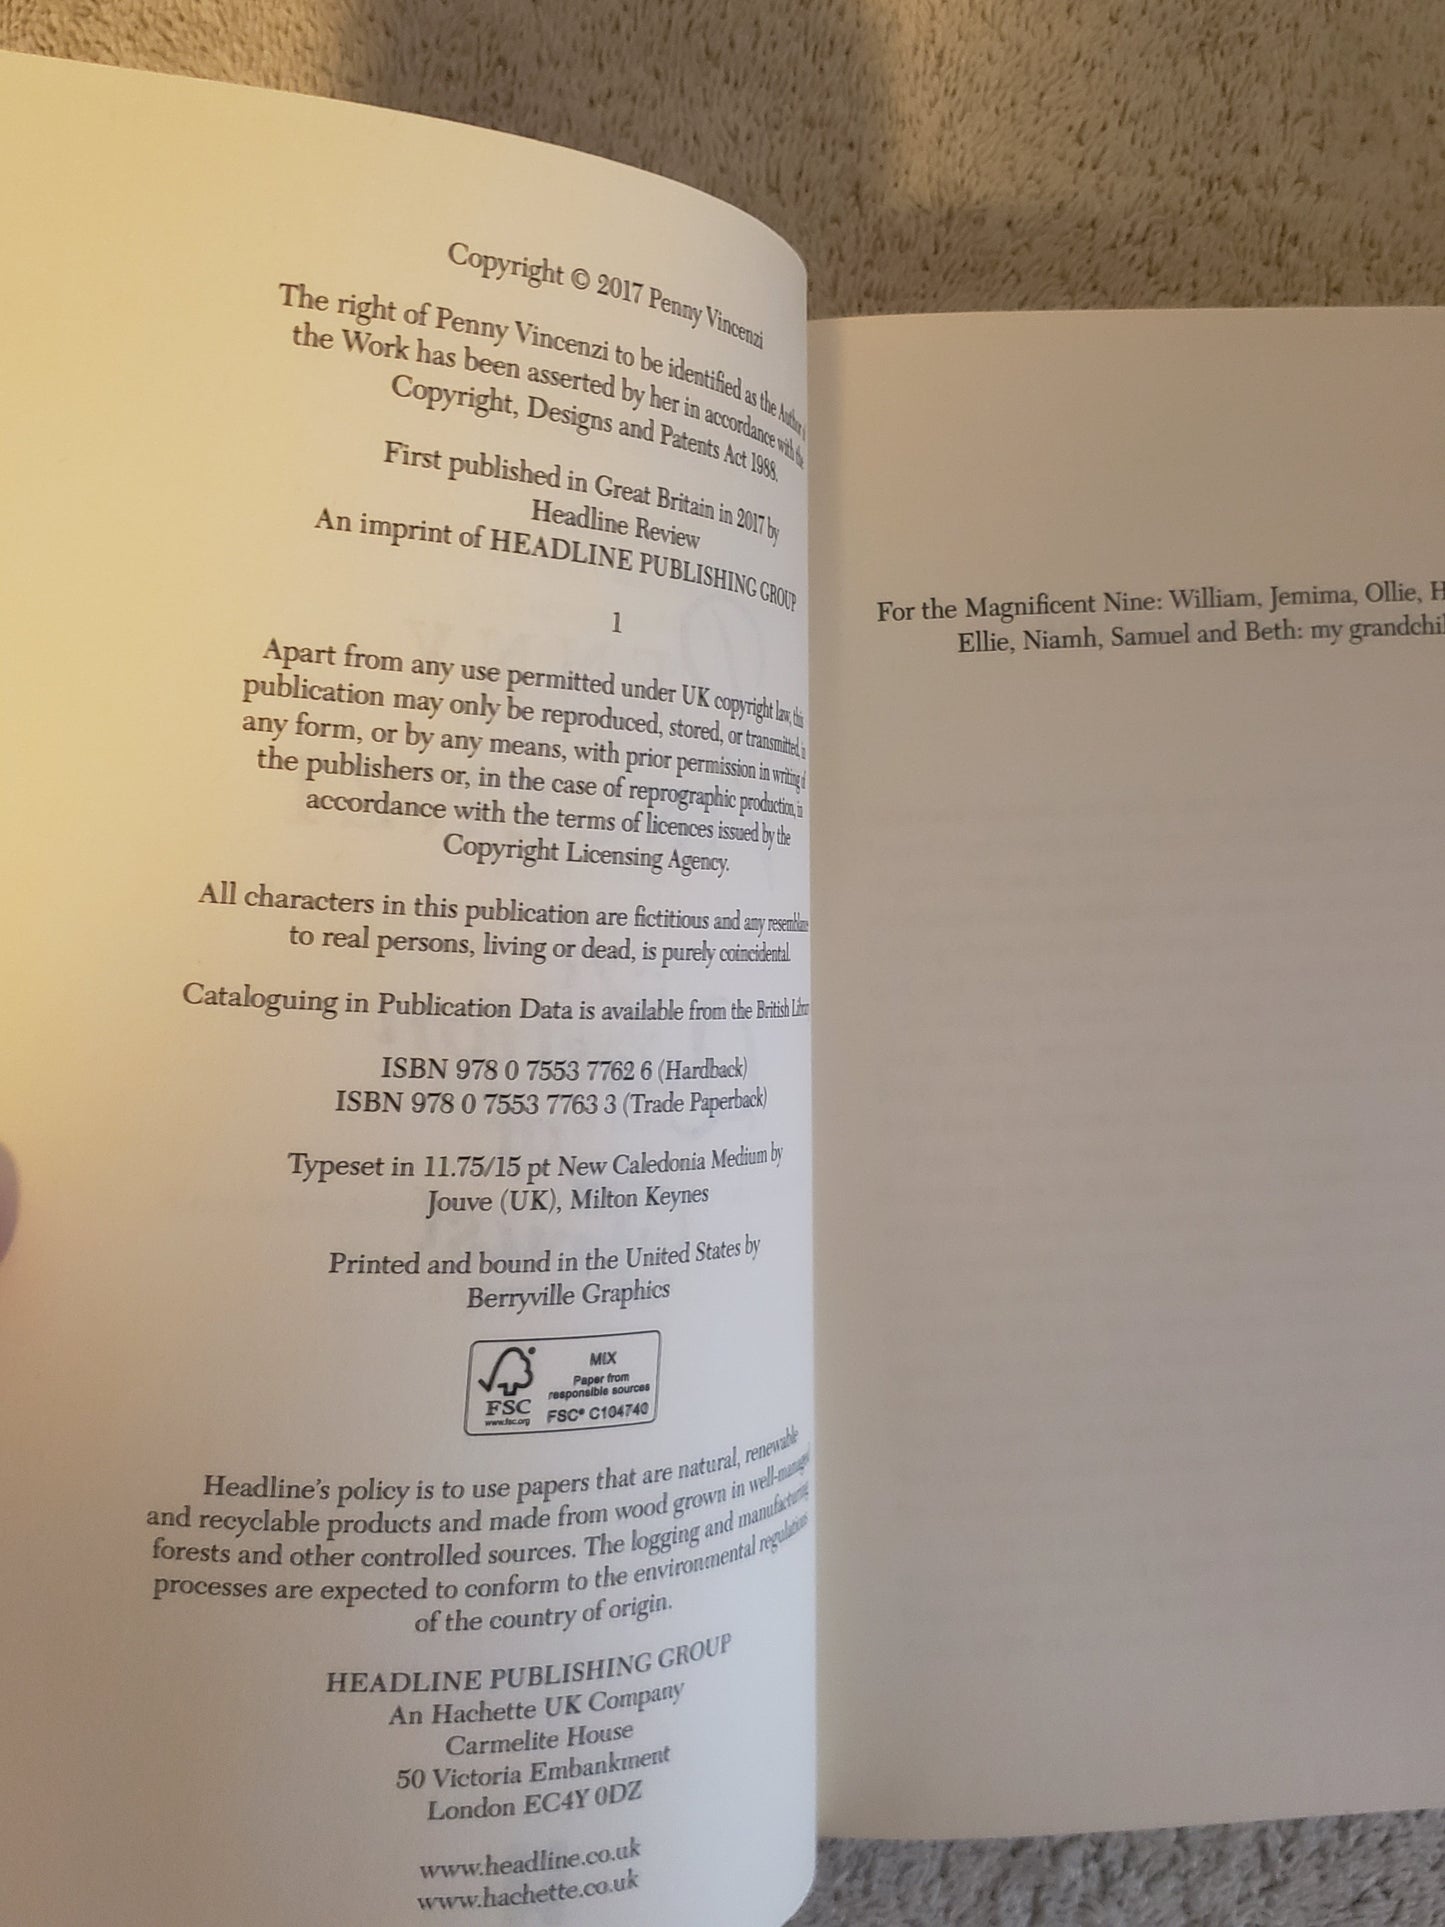 Copyright © 2017 Penny Vincenzi
The right of Penny Vincenzi to be identified as the Author
the Work has been asserted by her in accordance with the
Copyright, Designs and Patents Act 1988.
First published in Great Britain in 2017 by
Headline Review
An imprint of HEADLINE PUBLISHING GROUP
1
Apart from any use permitted under UK copyright law, this
publication may only be reproduced, stored, or transmitted, in
any form, or by any means, with prior permission in writing of
the publishers or, in the case of reprographic production, in
accordance with the terms of licences issued by the
Copyright Licensing Agency.
All characters in this publication are fictitious and any
to real persons, living or dead, is purely coincidental.
Cataloguing in Publication Data is available from the British
ISBN 978 0 7553 7762 6 (Hardback)
ISBN 978 0 7553 7763 3 (Trade Paperback)
Typeset in 11.75/15 pt New Caledonia Medium by
Jouve (UK), Milton Keynes
Printed and bound in the United States by
Berryville Graphics
FSC
www.fsc.org
MIX
Paper from
responsible sources
FSC® C104740
Headline's policy is to use papers that are natural, renewable
and recyclable products and made from wood grown in well-managed
forests and other controlled sources. The logging and manufacturing
processes are expected to conform to the environmental regulations
of the country of origin.
HEADLINE PUBLISHING GROUP
An Hachette UK Company
Carmelite House
50 Victoria Embankment
London EC4Y 0DZ
www.headline.co.uk
www.hachette.co.uk
For the Magnificent Nine: William, Jemima, Ollie, H
Ellie, Niamh, Samuel and Beth: my grandchil